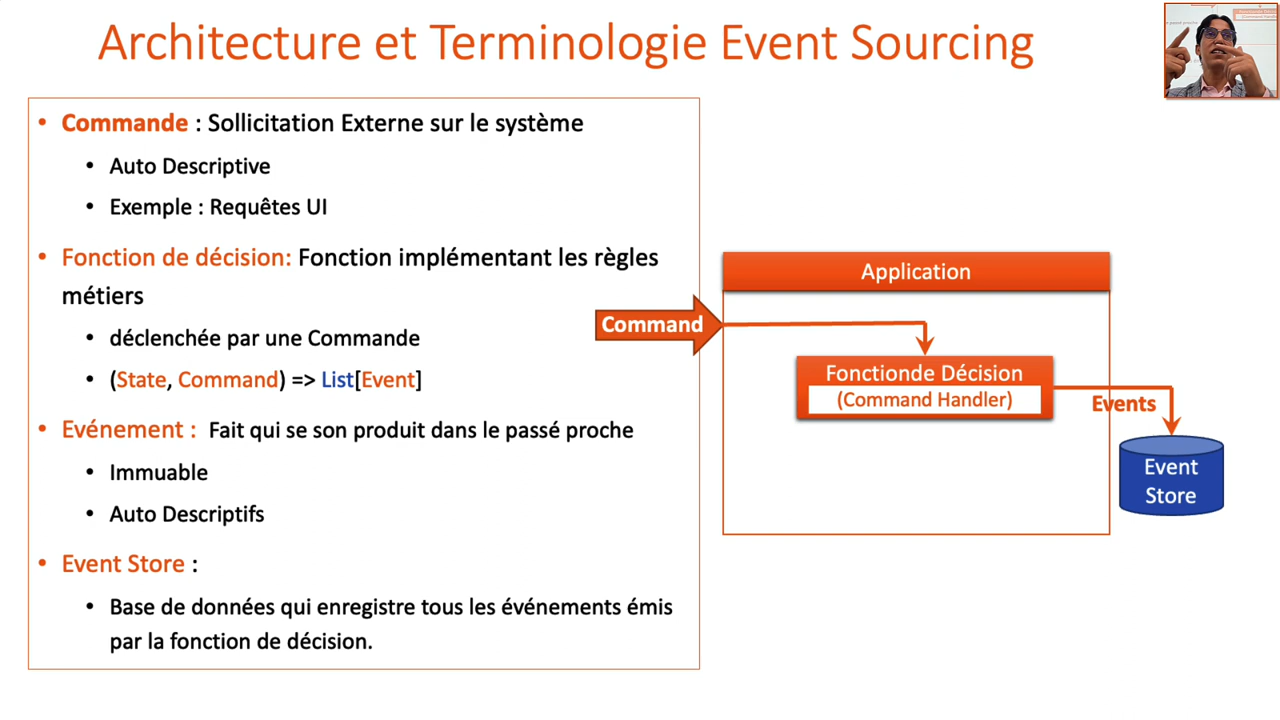 Architecture et Terminologie Event Sourcing
• Commande : Sollicitation Externe sur le système
• Auto Descriptive
• Exemple : Requêtes UI
• Fonction de décision: Fonction implémentant les règles
métiers
• déclenchée par une Commande
• (State, Command) => List[Event]
• Evénement : Fait qui se son produit dans le passé proche
• Immuable
• Auto Descriptifs
• Event Store :
• Base de données qui enregistre tous les événements émis
par la fonction de décision.
Application
Command
Fonctionde Décision
(Command Handler)
Events
Event
Store